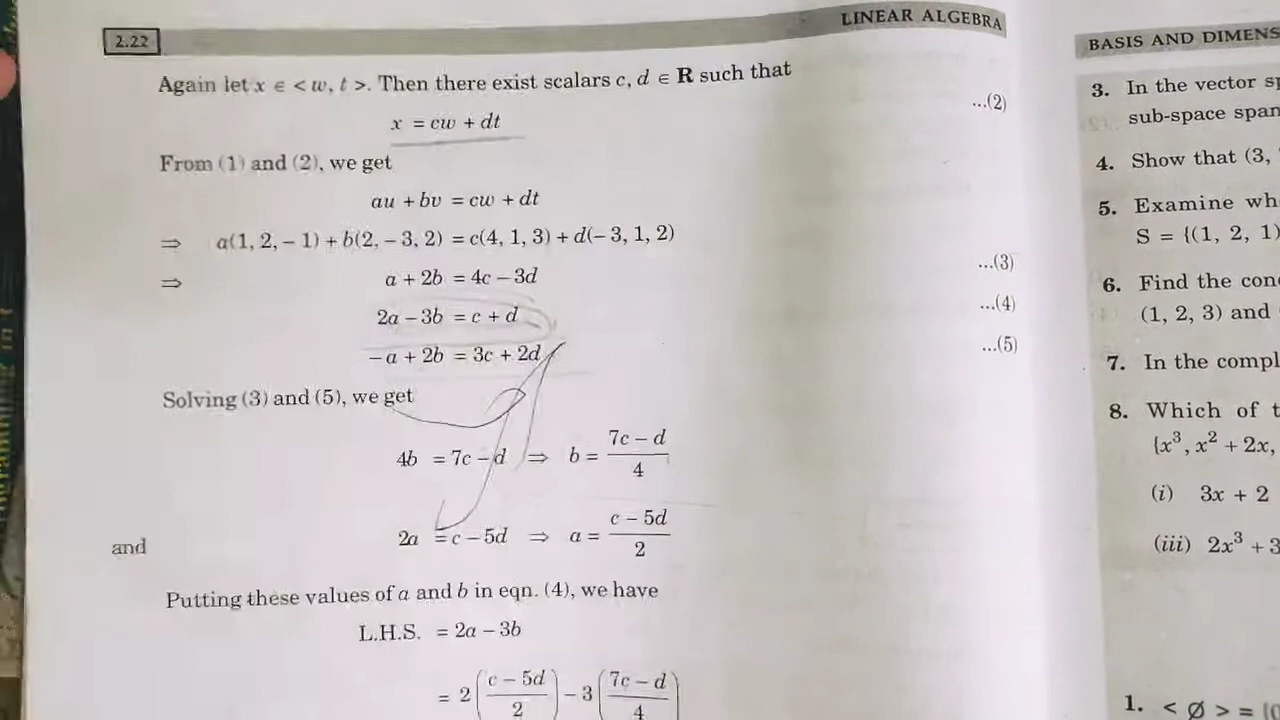 2.22
LINEAR ALGEBRA
Again let x ∈ < w, t >. Then there exist scalars c, d ∈ R such that
x = cw + dt ...(2)
From (1) and (2), we get
au + bv = cw + dt
⇒ a(1, 2, – 1) + b(2, – 3, 2) = c(4, 1, 3) + d(– 3, 1, 2)
⇒ a + 2b = 4c – 3d ...(3)
2a – 3b = c + d ...(4)
– a + 2b = 3c + 2d ...(5)
Solving (3) and (5), we get
4b = 7c – d ⇒ b = (7c – d)/4
and 2a = c – 5d ⇒ a = (c – 5d)/2
Putting these values of a and b in eqn. (4), we have
L.H.S. = 2a – 3b
= 2((c – 5d)/2) – 3((7c – d)/4)
BASIS AND
3. In the vector
sub-space
4. Show that (3,
5. Examine
S = {(1, 2, 1)
6. Find the
(1, 2, 3) and
7. In the
8. Which of
{x³, x² + 2x,
(i) 3x + 2
(iii) 2x³ + 3
1. < Ø > =